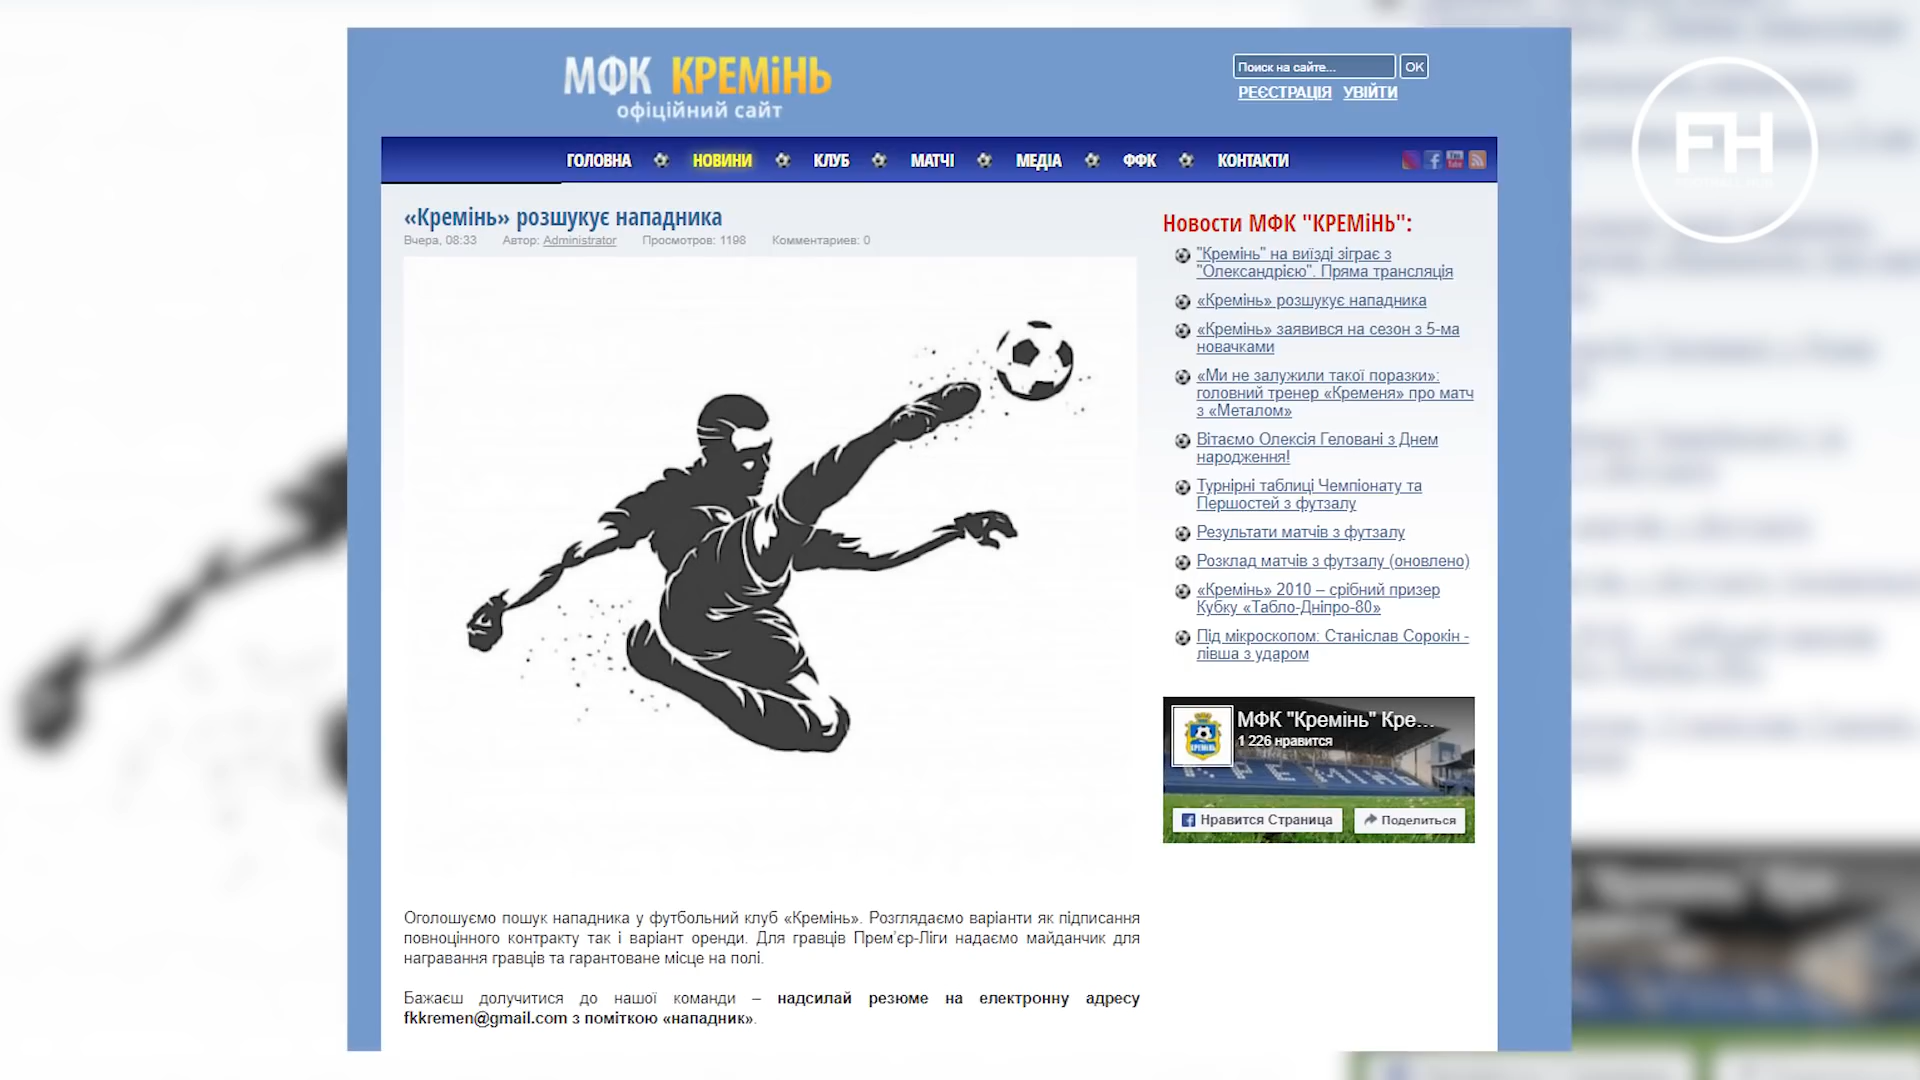 МФК КРЕМіНЬ
офіційний сайт
Поиск на сайте...
OK
РЕЄСТРАЦІЯ УВІЙТИ
ГОЛОВНА НОВИНИ КЛУБ МАТЧІ МЕДІА ФФК КОНТАКТИ
«Кремінь» розшукує нападника
Вчера, 08:33 Автор: Administrator Просмотров: 1198 Комментариев: 0
Оголошуємо пошук нападника у футбольний клуб «Кремінь». Розглядаємо варіанти як підписання
повноцінного контракту так і варіант оренди. Для гравців Прем'єр-Ліги надаємо майданчик для
награвання гравців та гарантоване місце на полі.
Бажаєш долучитися до нашої команди – надсилай резюме на електронну адресу
fkkremen@gmail.com з поміткою «нападник».
Новости МФК "КРЕМіНЬ":
"Кремінь" на виїзді зіграє з
"Олександрією". Пряма трансляція
«Кремінь» розшукує нападника
«Кремінь» заявився на сезон з 5-ма
новачками
«Ми не залужили такої поразки»:
головний тренер «Кременя» про матч
з «Металом»
Вітаємо Олексія Геловані з Днем
народження!
Турнірні таблиці Чемпіонату та
Першостей з футзалу
Результати матчів з футзалу
Розклад матчів з футзалу (оновлено)
«Кремінь» 2010 – срібний призер
Кубку «Табло-Дніпро-80»
Під мікроскопом: Станіслав Сорокін -
лівша з ударом
МФК "Кремінь" Кре...
1 226 нравится
КРЕМІНЬ
Нравится Страница
Поделиться
FH